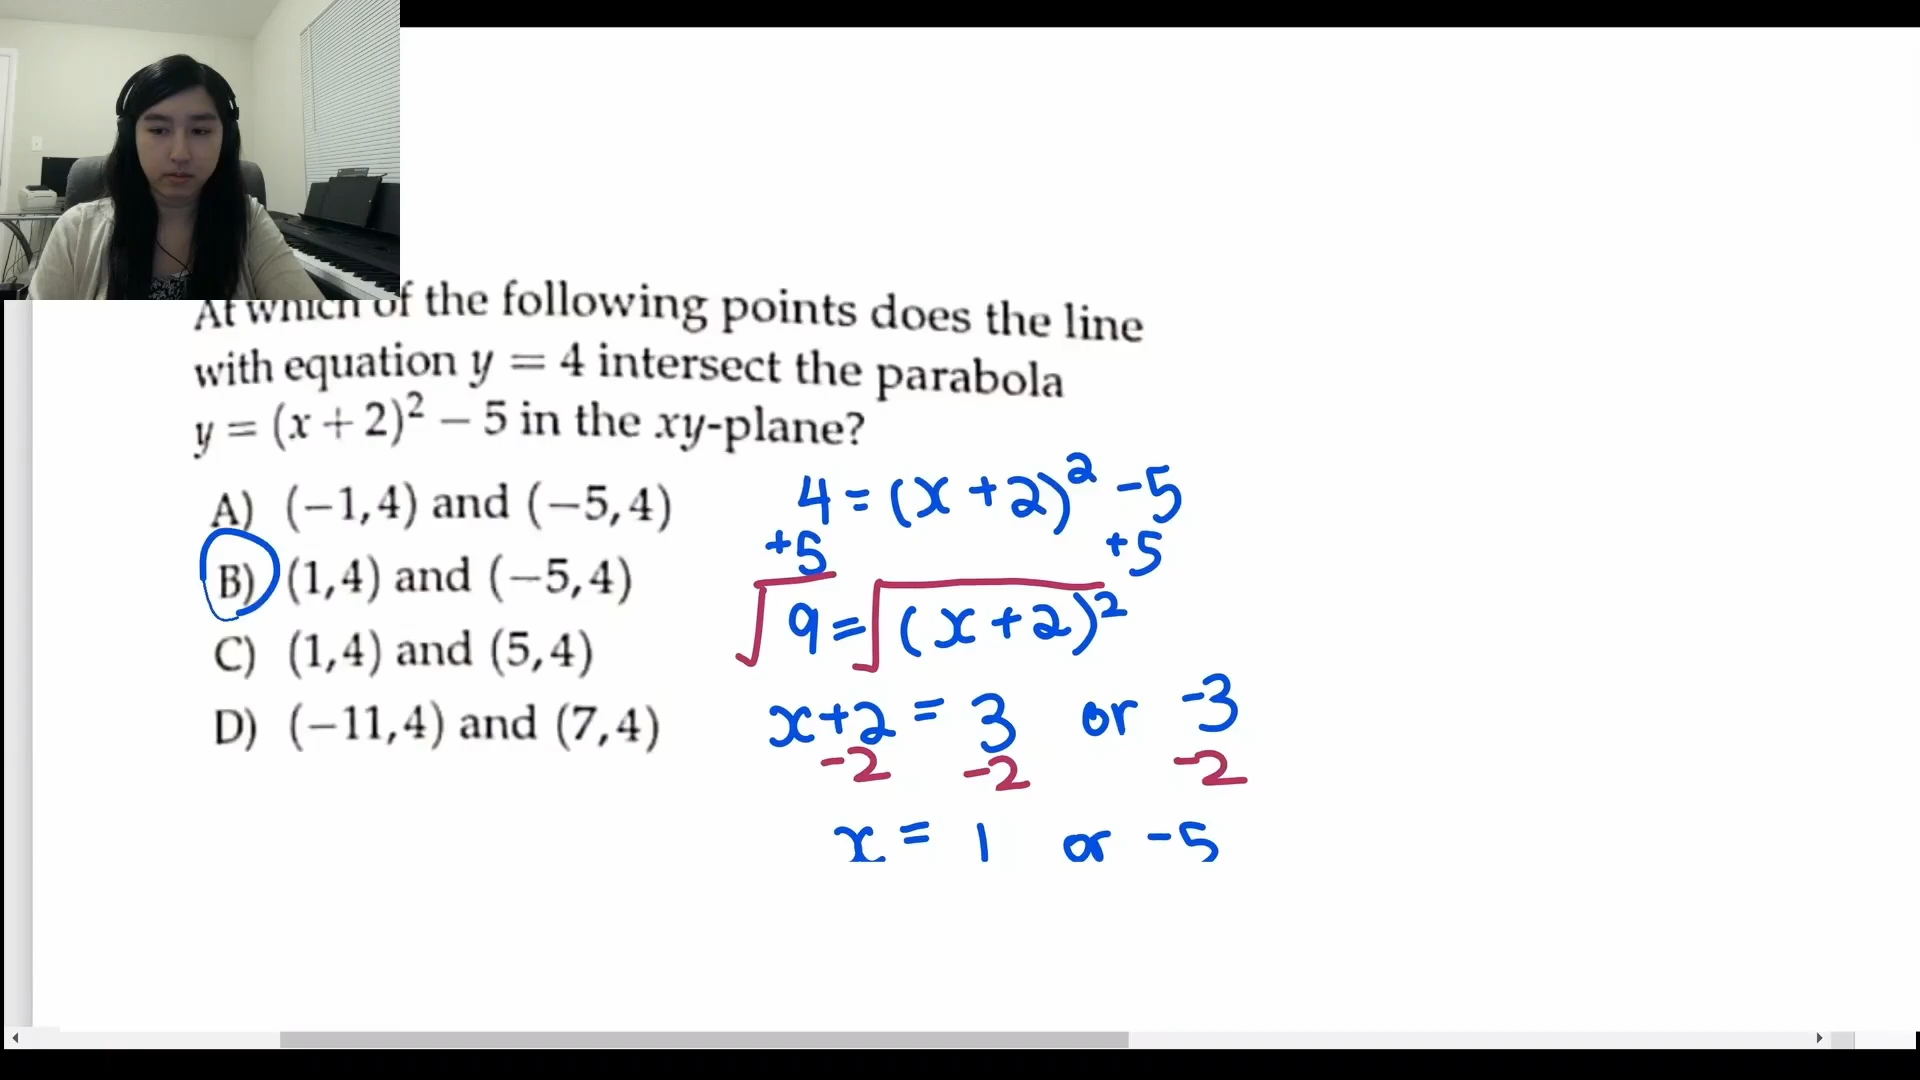 At which of the following points does the line
with equation y = 4 intersect the parabola
y = (x + 2)² − 5 in the xy-plane?
A) (−1,4) and (−5,4)
B) (1,4) and (−5,4)
C) (1,4) and (5,4)
D) (−11,4) and (7,4)
4 = (x + 2)² -5
+5 +5
√9 = √(x + 2)²
x+2 = 3 or -3
-2 -2 -2
x = 1 or -5